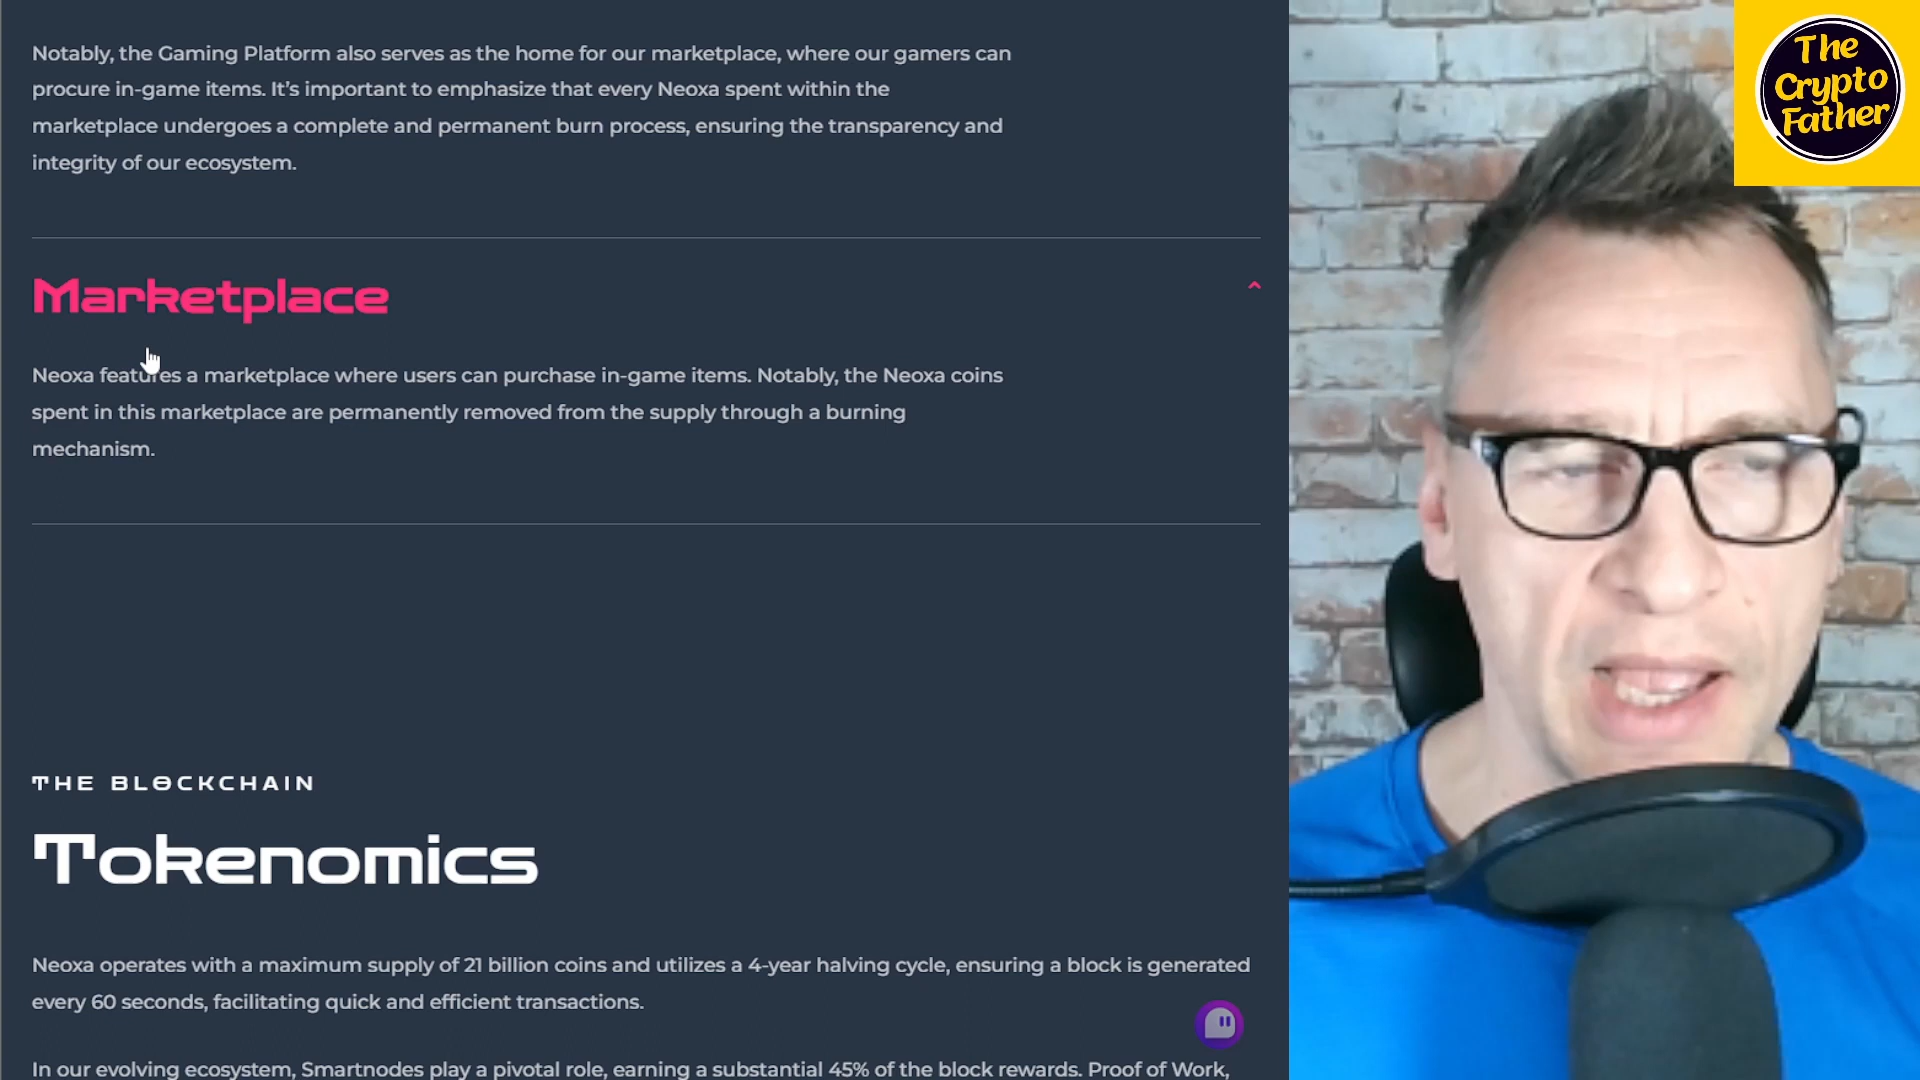 Notably, the Gaming Platform also serves as the home for our marketplace, where our gamers can
procure in-game items. It’s important to emphasize that every Neoxa spent within the
marketplace undergoes a complete and permanent burn process, ensuring the transparency and
integrity of our ecosystem.
Marketplace
Neoxa features a marketplace where users can purchase in-game items. Notably, the Neoxa coins
spent in this marketplace are permanently removed from the supply through a burning
mechanism.
THE BLOCKCHAIN
Tokenomics
Neoxa operates with a maximum supply of 21 billion coins and utilizes a 4-year halving cycle, ensuring a block is generated
every 60 seconds, facilitating quick and efficient transactions.
In our evolving ecosystem, Smartnodes play a pivotal role, earning a substantial 45% of the block rewards. Proof of Work,
The
Crypto
Father